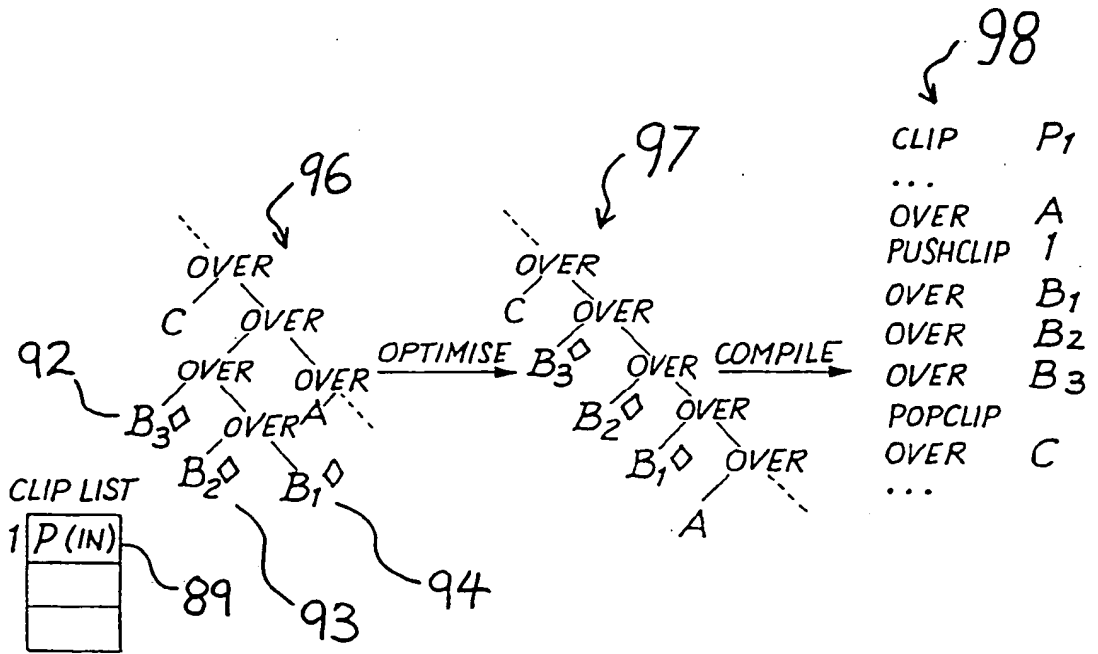 98
CLIP P1
...
OVER A
PUSHCLIP 1
OVER B1
OVER B2
OVER B3
POPCLIP
OVER C
...
96
OVER
C OVER
92
OVER OVER
A
B3◇ OVER
B2◇ B1◇
93
94
CLIP LIST
1 P (IN)
89
OPTIMISE
97
OVER
C OVER
B3◇ OVER
B2◇ OVER
B1◇ OVER
A
COMPILE